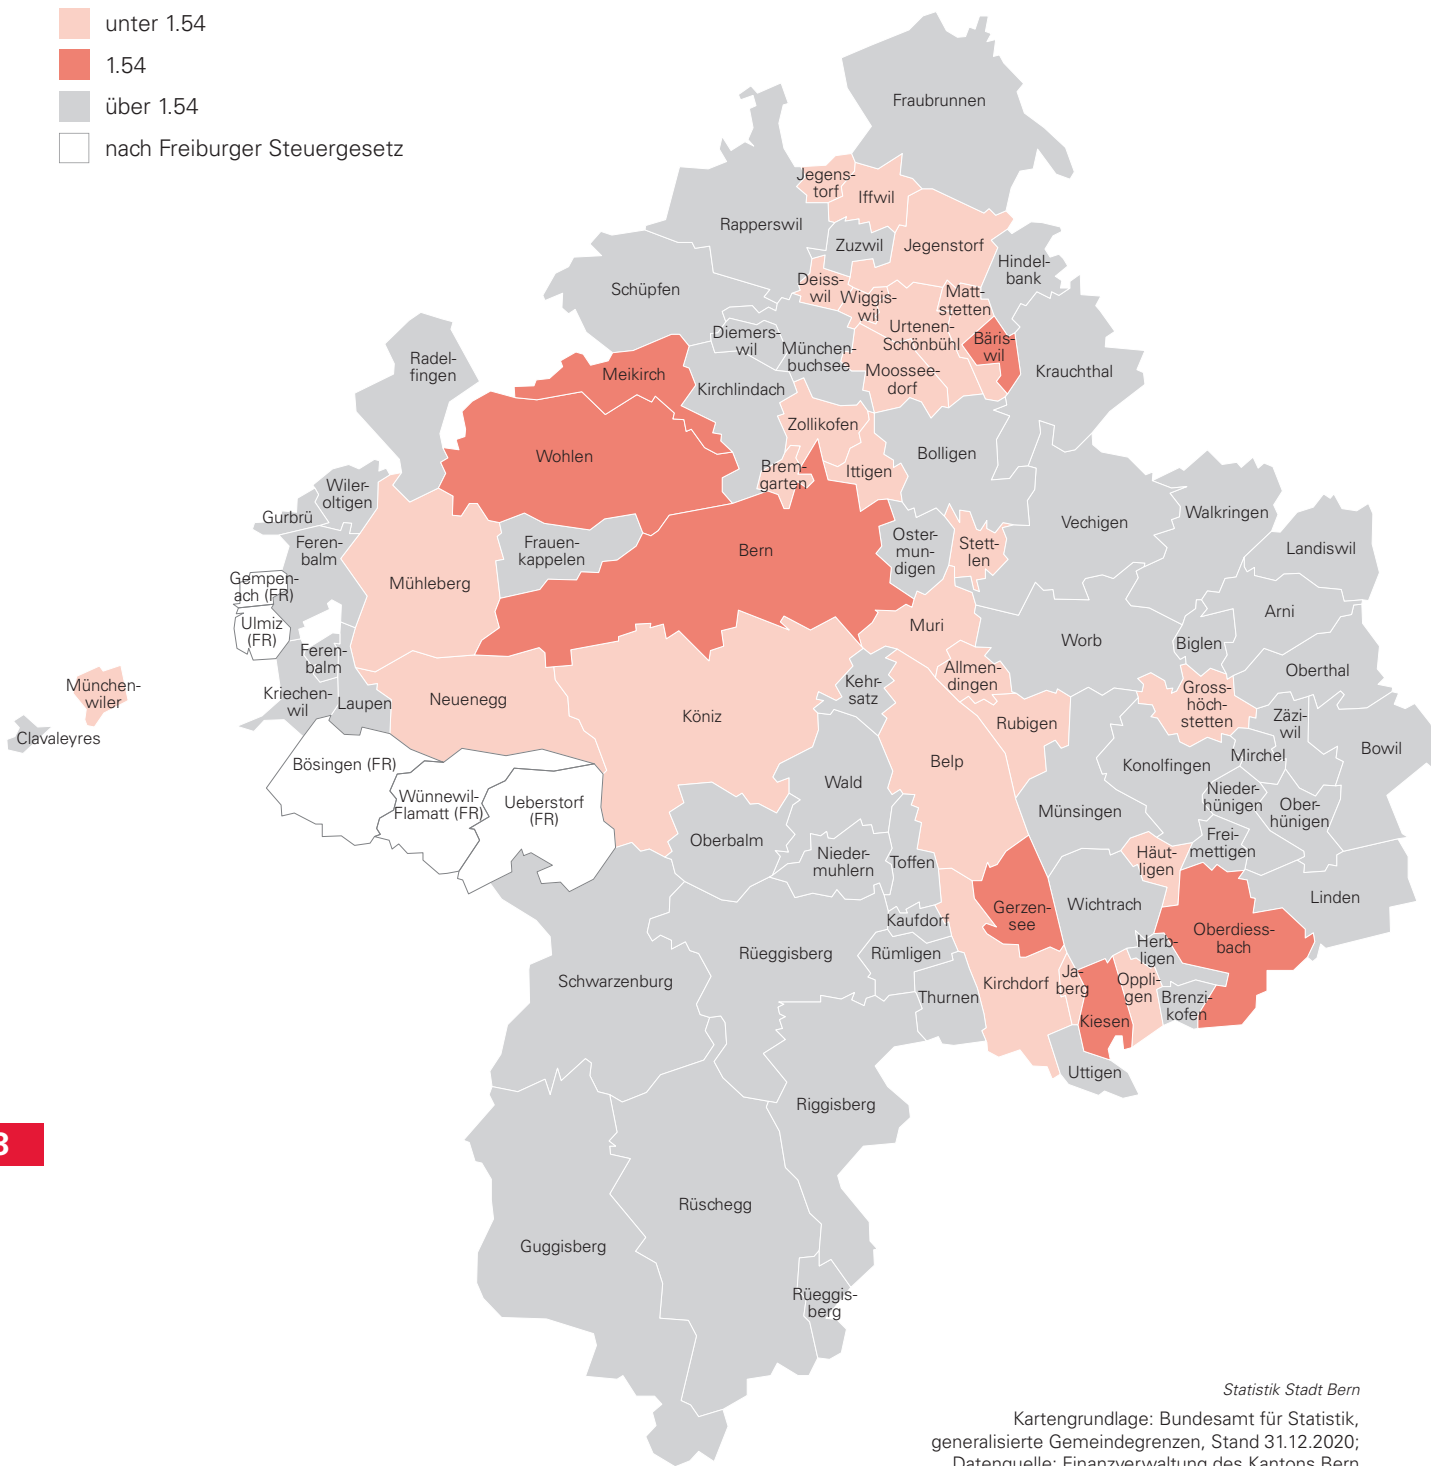 unter 1.54
1.54
über 1.54
nach Freiburger Steuergesetz
Fraubrunnen
Jegens-
torf
Iffwil
Rapperswil
Zuzwil
Jegenstorf
Hindel-
bank
Schüpfen
Deiss-
wil
Wiggis-
wil
Matt-
stetten
Urtenen-
Schönbühl
Bäris-
wil
Diemers-
wil
München-
buchsee
Radel-
fingen
Meikirch
Kirchlindach
Moossee-
dorf
Krauchthal
Zollikofen
Wohlen
Bolligen
Brem-
garten
Ittigen
Wiler-
oltigen
Gurbrü
Walkringen
Vechigen
Feren-
balm
Frauen-
kappelen
Bern
Oster-
mun-
digen
Stett-
len
Landiswil
Mühleberg
Gempen-
ach (FR)
Ulmiz
(FR)
Arni
Muri
Worb
Biglen
Feren-
balm
Oberthal
München-
wiler
Kriechen-
wil
Laupen
Neuenegg
Köniz
Kehr-
satz
Allmen-
dingen
Gross-
höch-
stetten
Rubigen
Zäzi-
wil
Clavaleyres
Bösingen (FR)
Belp
Konolfingen
Mirchel
Bowil
Wald
Wünnewil-
Flamatt (FR)
Ueberstorf
(FR)
Münsingen
Nieder-
hünigen
Ober-
hünigen
Oberbalm
Nieder-
muhlern
Toffen
Frei-
mettigen
Häut-
ligen
Linden
Wichtrach
Gerzen-
see
Kaufdorf
Oberdiess-
bach
Rüeggisberg
Rümligen
Herb-
ligen
Schwarzenburg
Thurnen
Kirchdorf
Ja-
berg
Oppli-
gen
Brenzi-
kofen
Kiesen
Uttigen
Riggisberg
3
Rüschegg
Guggisberg
Rüeggis-
berg
Statistik Stadt Bern
Kartengrundlage: Bundesamt für Statistik,
generalisierte Gemeindegrenzen, Stand 31.12.2020;
Datenquelle: Finanzverwaltung des Kantons Bern